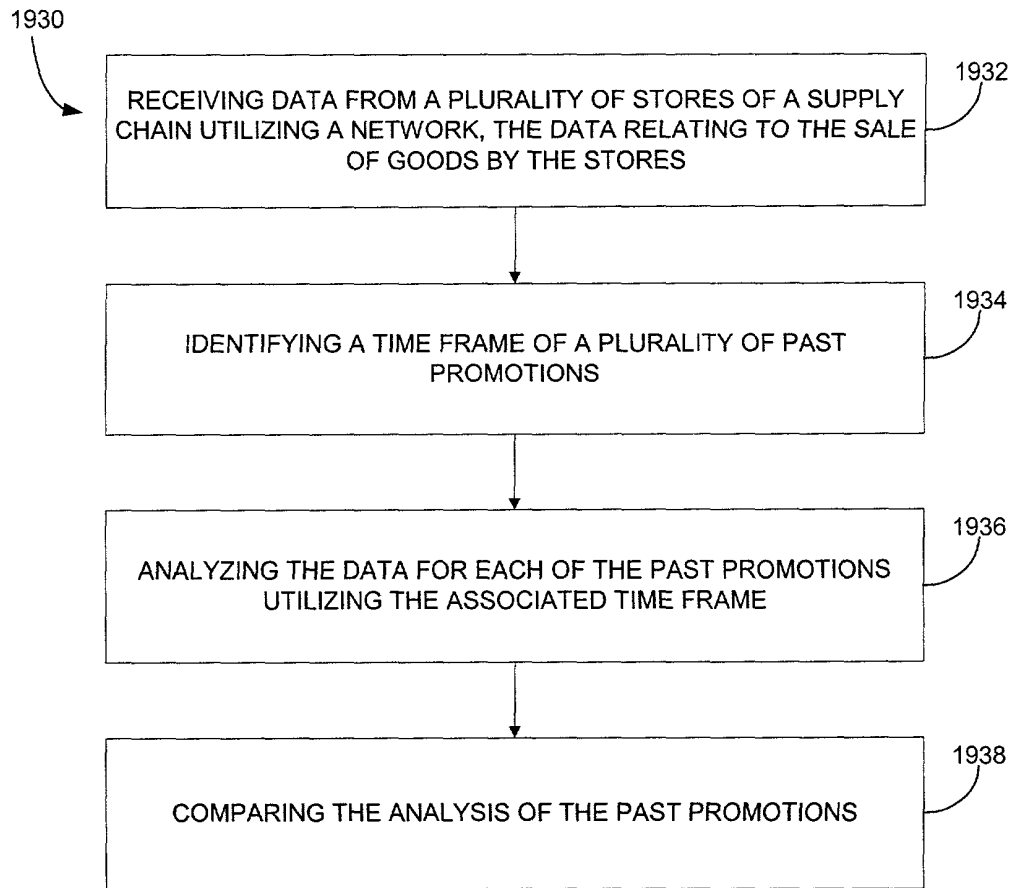 1930
1932
RECEIVING DATA FROM A PLURALITY OF STORES OF A SUPPLY
CHAIN UTILIZING A NETWORK, THE DATA RELATING TO THE SALE
OF GOODS BY THE STORES
1934
IDENTIFYING A TIME FRAME OF A PLURALITY OF PAST
PROMOTIONS
1936
ANALYZING THE DATA FOR EACH OF THE PAST PROMOTIONS
UTILIZING THE ASSOCIATED TIME FRAME
1938
COMPARING THE ANALYSIS OF THE PAST PROMOTIONS